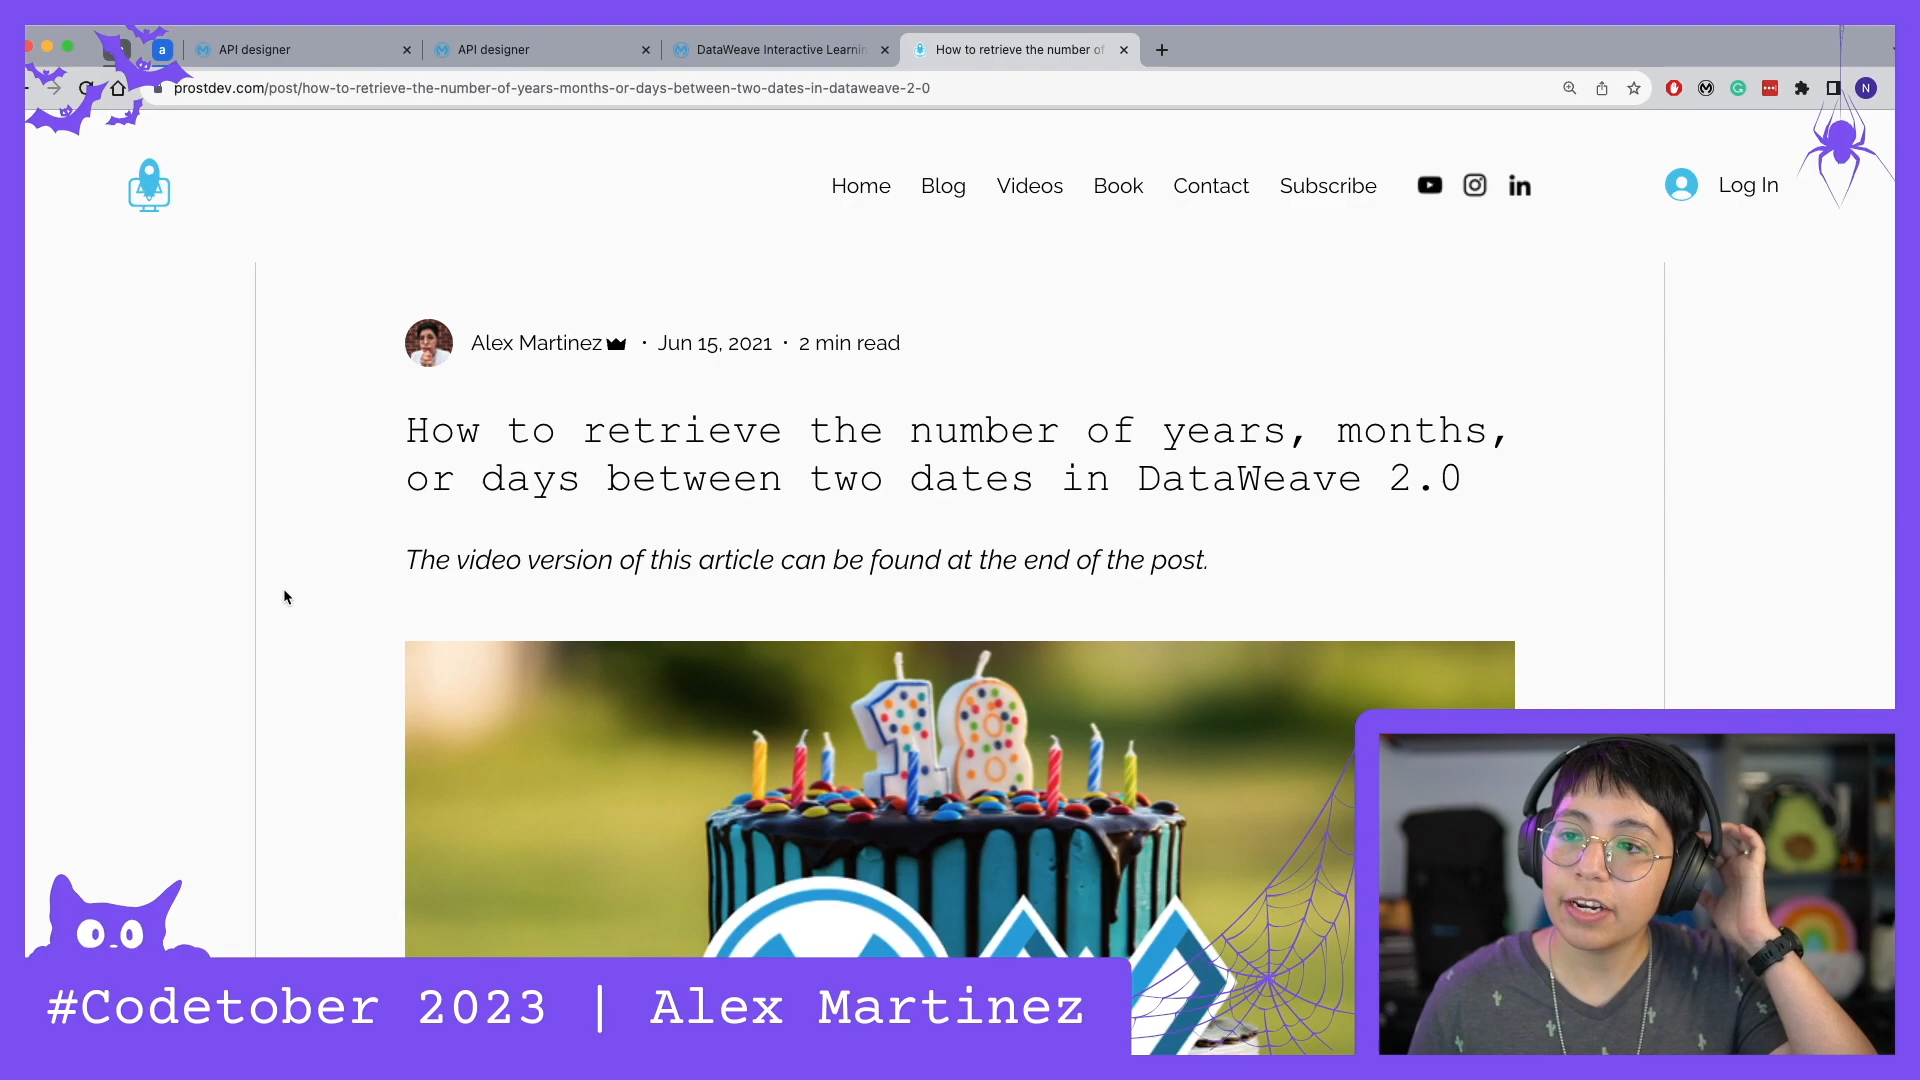 a
API designer
API designer
DataWeave Interactive Learnin
How to retrieve the number of
prostdev.com/post/how-to-retrieve-the-number-of-years-months-or-days-between-two-dates-in-dataweave-2-0
N
Home Blog Videos Book Contact Subscribe
in
Log In
Alex Martinez · Jun 15, 2021 · 2 min read
How to retrieve the number of years, months,
or days between two dates in DataWeave 2.0
The video version of this article can be found at the end of the post.
18
#Codetober 2023 | Alex Martinez